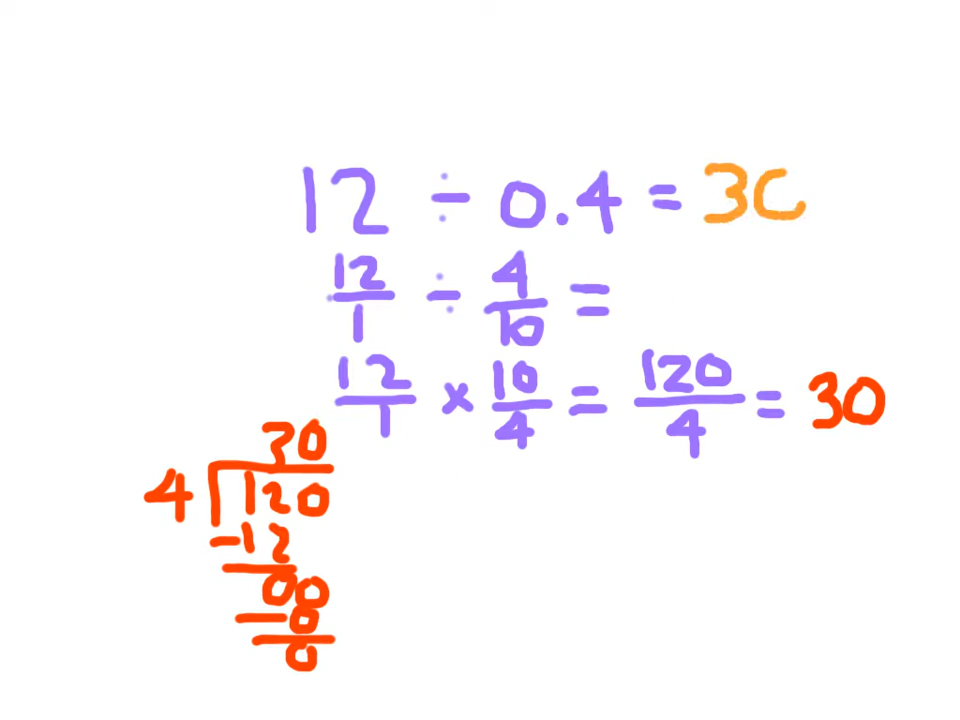 12 ÷ 0.4 = 30
12/1 ÷ 4/10 =
12/1 × 10/4 = 120/4 = 30
30
4 120
-12
00
-0
0